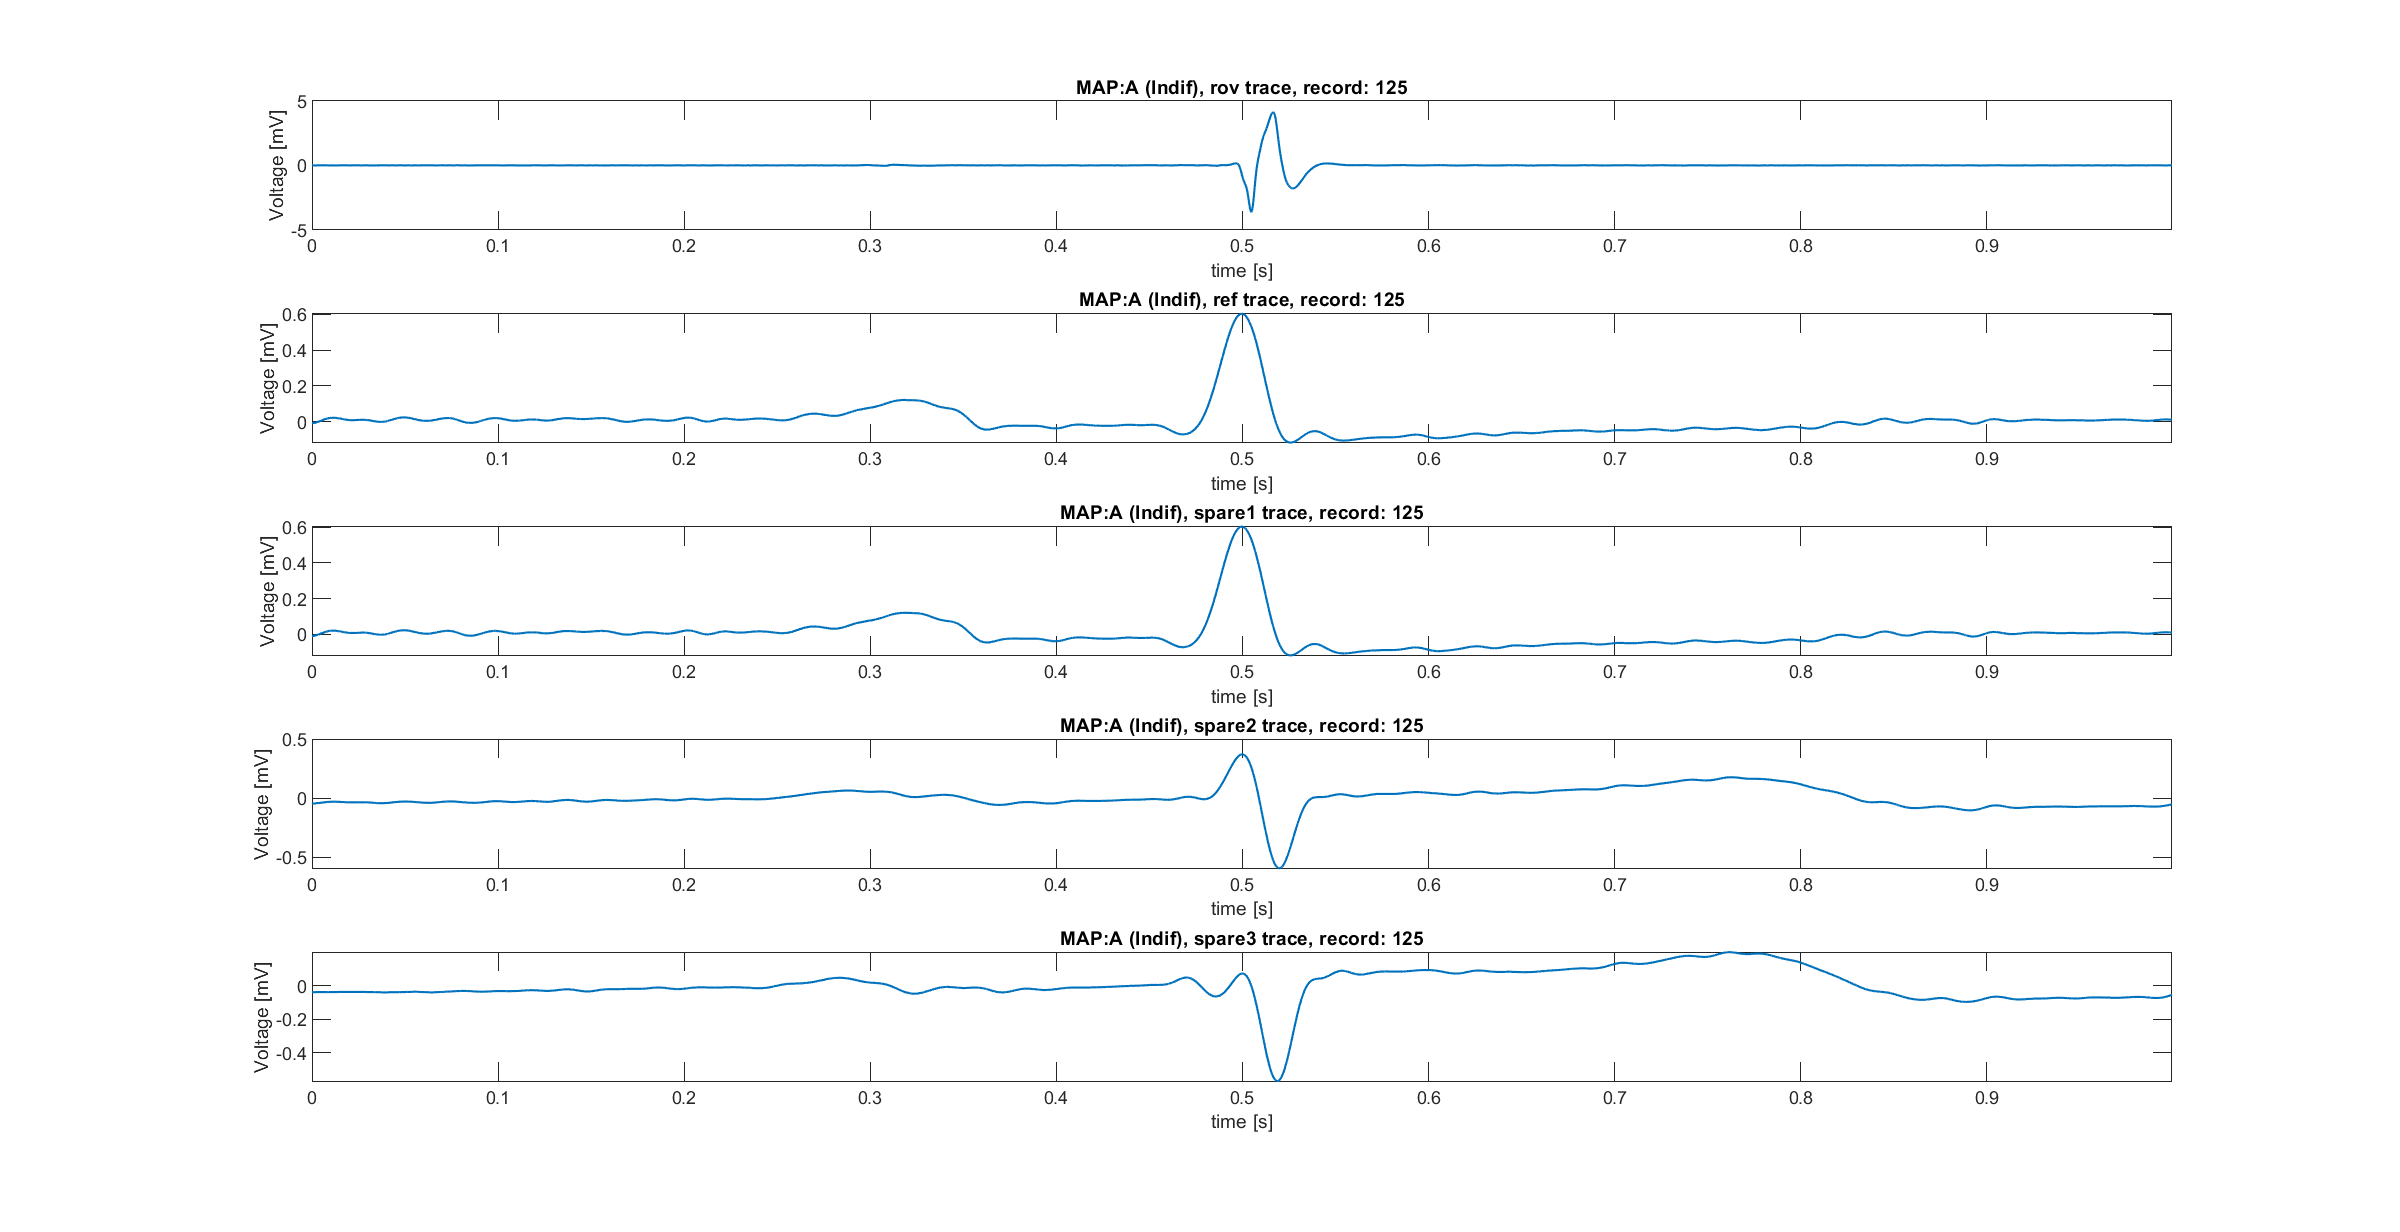 MAP:A (Indif), rov trace, record: 125
Voltage [mV]
5
0
-5
0 0.1 0.2 0.3 0.4 0.5 0.6 0.7 0.8 0.9
time [s]
MAP:A (Indif), ref trace, record: 125
Voltage [mV]
0.6
0.4
0.2
0
0 0.1 0.2 0.3 0.4 0.5 0.6 0.7 0.8 0.9
time [s]
MAP:A (Indif), spare1 trace, record: 125
Voltage [mV]
0.6
0.4
0.2
0
0 0.1 0.2 0.3 0.4 0.5 0.6 0.7 0.8 0.9
time [s]
MAP:A (Indif), spare2 trace, record: 125
Voltage [mV]
0.5
0
-0.5
0 0.1 0.2 0.3 0.4 0.5 0.6 0.7 0.8 0.9
time [s]
MAP:A (Indif), spare3 trace, record: 125
Voltage [mV]
0
-0.2
-0.4
0 0.1 0.2 0.3 0.4 0.5 0.6 0.7 0.8 0.9
time [s]